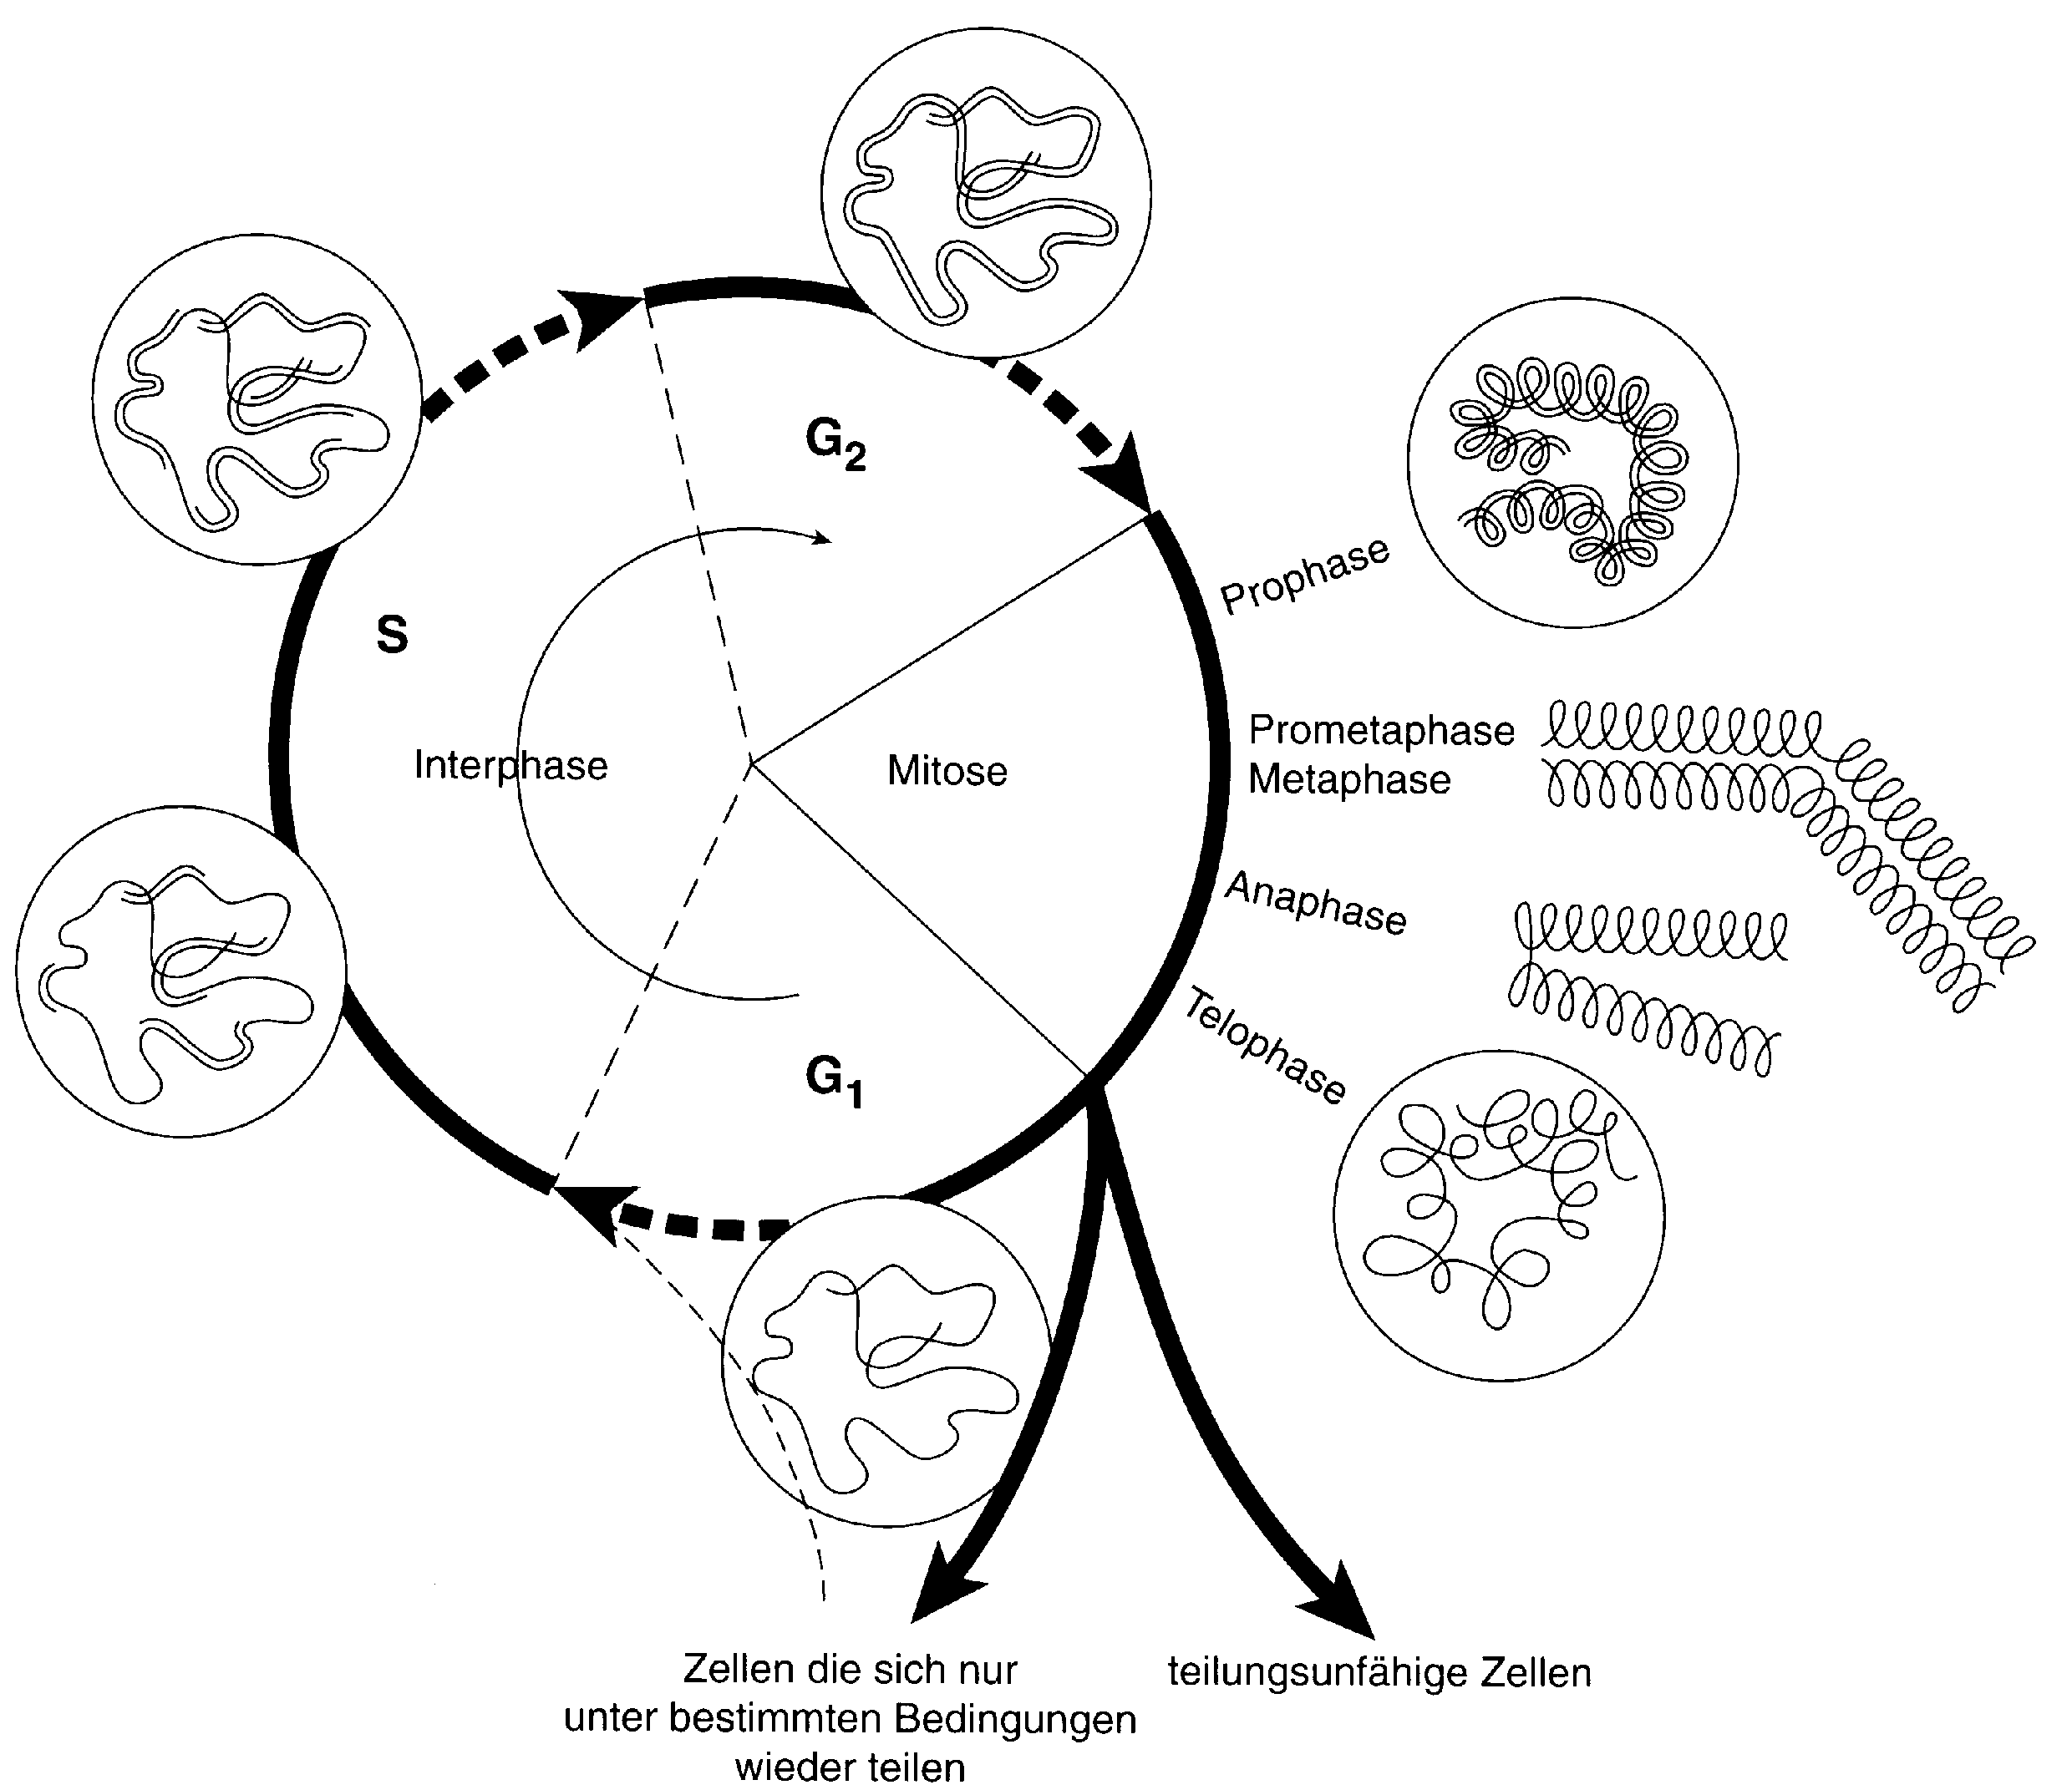 G2
Prophase
S
Prometaphase
Metaphase
Interphase
Mitose
Anaphase
Telophase
G1
Zellen die sich nur
unter bestimmten Bedingungen
wieder teilen
teilungsunfähige Zellen